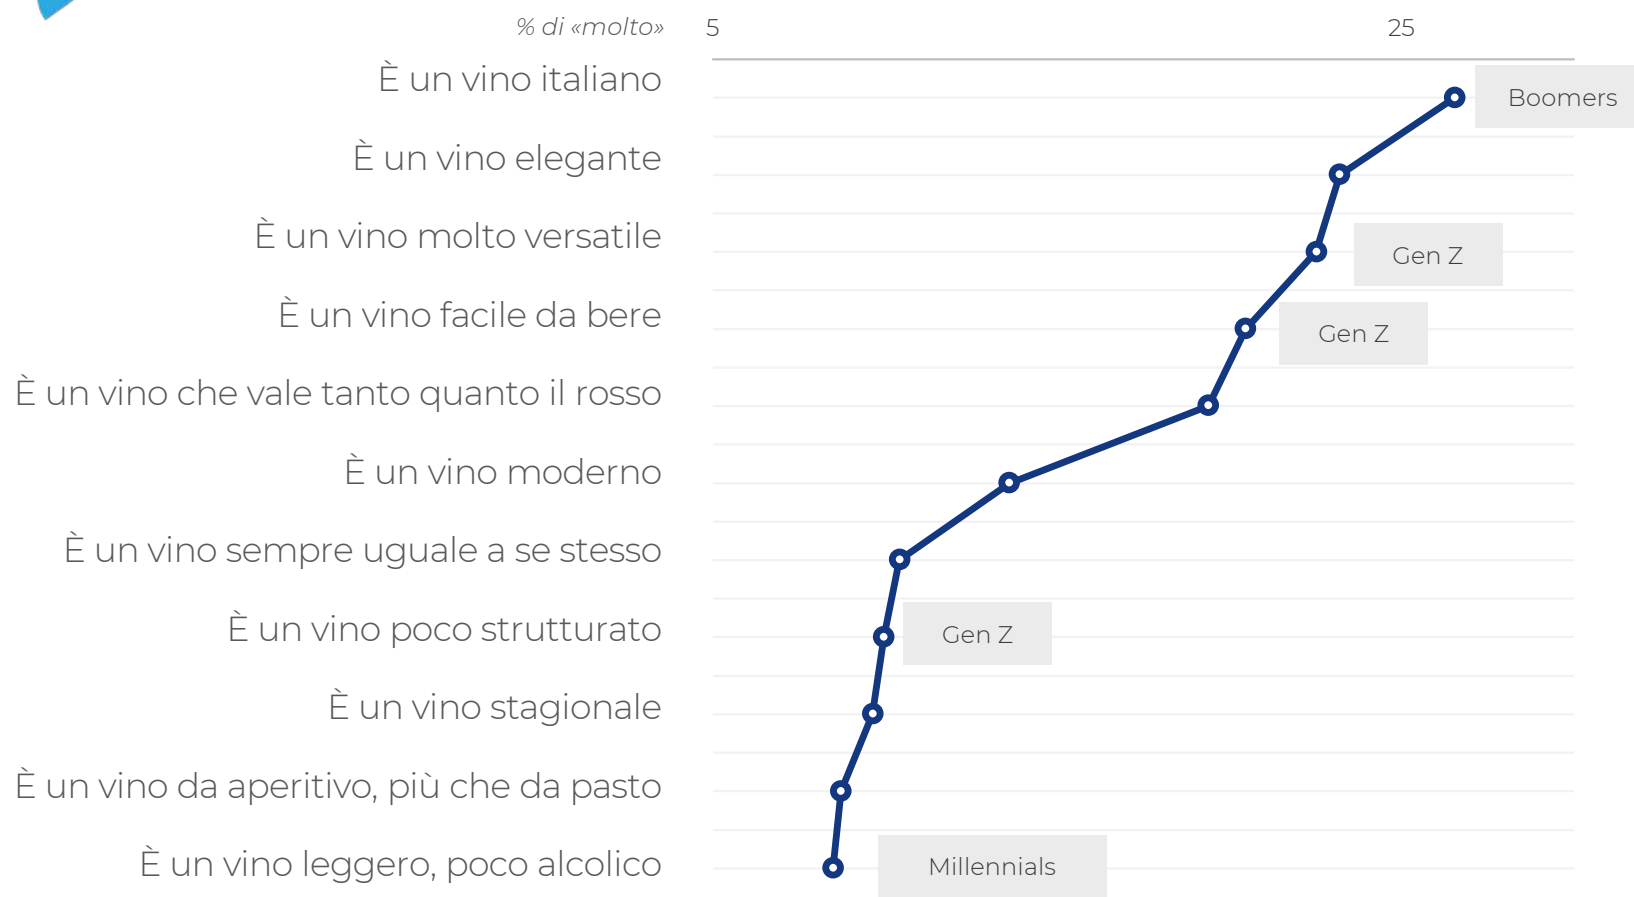 % di «molto» 5 25
È un vino italiano
Boomers
È un vino elegante
È un vino molto versatile
Gen Z
È un vino facile da bere
Gen Z
È un vino che vale tanto quanto il rosso
È un vino moderno
È un vino sempre uguale a se stesso
È un vino poco strutturato
Gen Z
È un vino stagionale
È un vino da aperitivo, più che da pasto
È un vino leggero, poco alcolico
Millennials